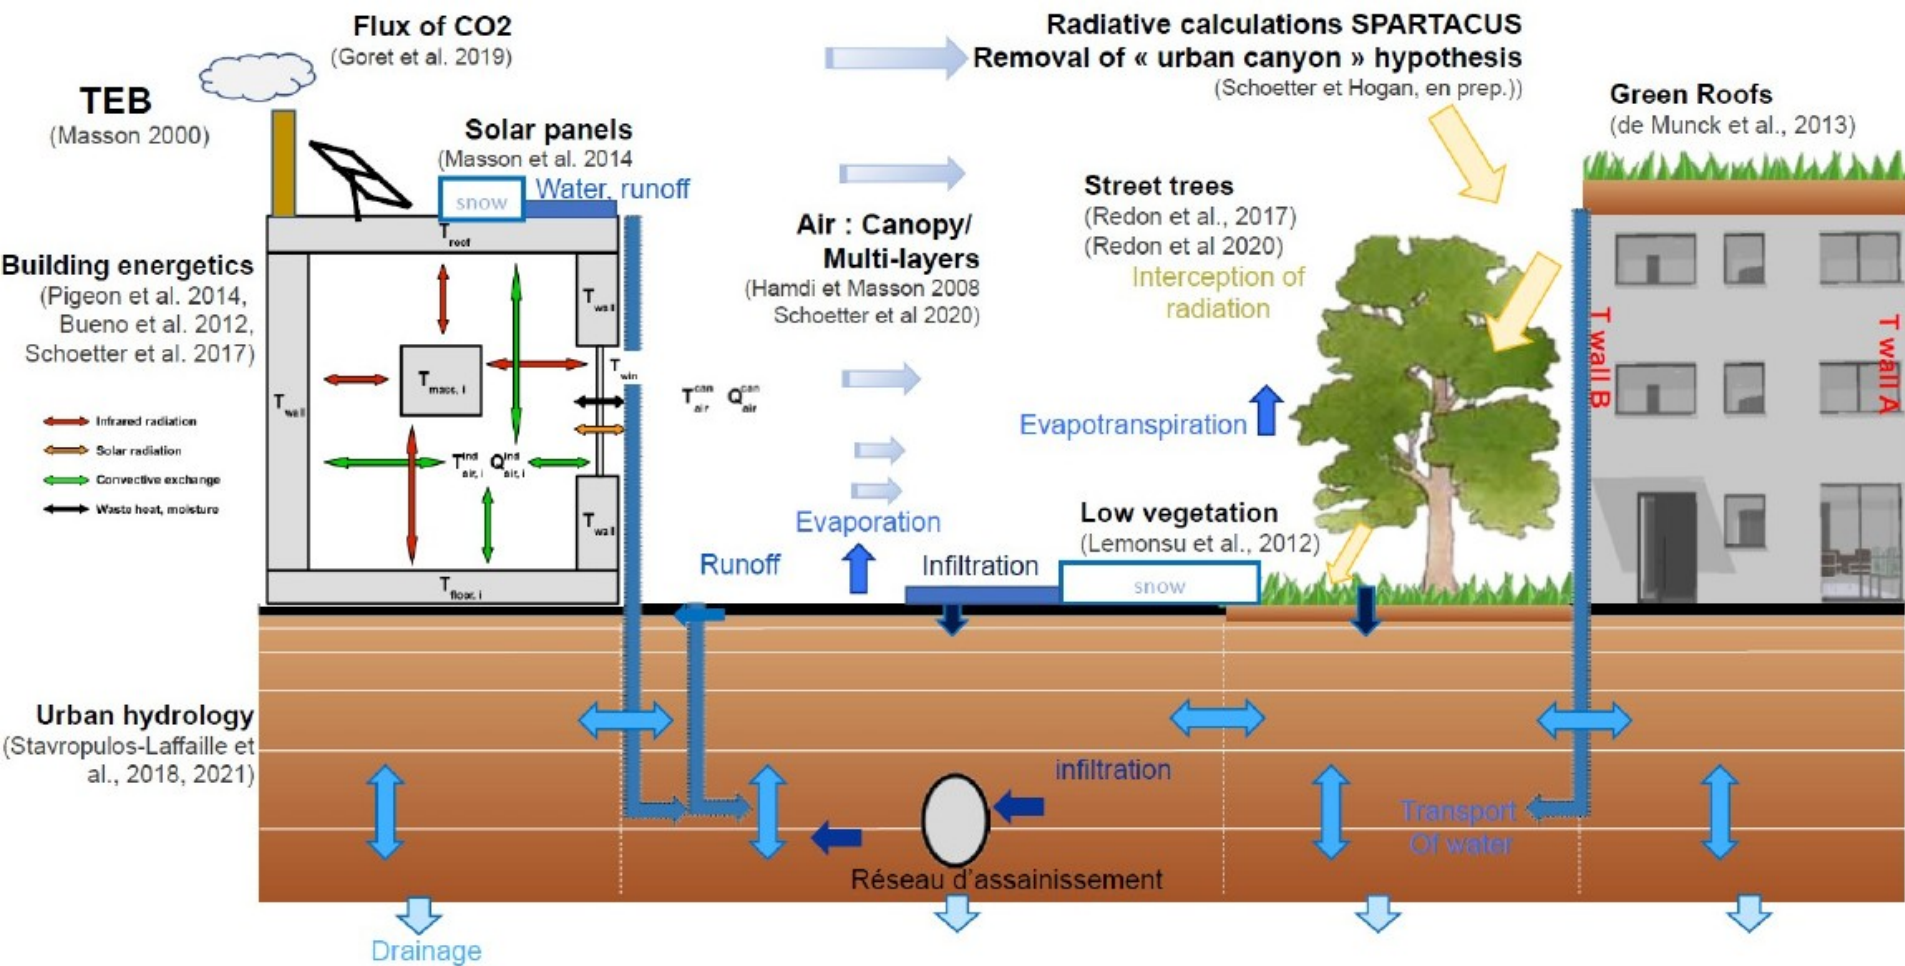 Flux of CO2
(Goret et al. 2019)
TEB
(Masson 2000)
Solar panels
(Masson et al. 2014
Water, runoff
snow
Radiative calculations SPARTACUS
Removal of « urban canyon » hypothesis
(Schoetter et Hogan, en prep.))
Green Roofs
(de Munck et al., 2013)
Street trees
(Redon et al., 2017)
(Redon et al 2020)
Interception of
radiation
Air : Canopy/
Multi-layers
(Hamdi et Masson 2008
Schoetter et al 2020)
Building energetics
(Pigeon et al. 2014,
Bueno et al. 2012,
Schoetter et al. 2017)
T roof
T wall
T wall
T win
T mass, i
T wall
T ind air, i Q ind air, i
T floor, i
T can air Q can air
Infrared radiation
Solar radiation
Convective exchange
Waste heat, moisture
T wall B
T wall A
Evapotranspiration
Evaporation
Low vegetation
(Lemonsu et al., 2012)
Runoff
Infiltration
snow
Urban hydrology
(Stavropulos-Laffaille et
al., 2018, 2021)
infiltration
Transport
Of water
Réseau d'assainissement
Drainage